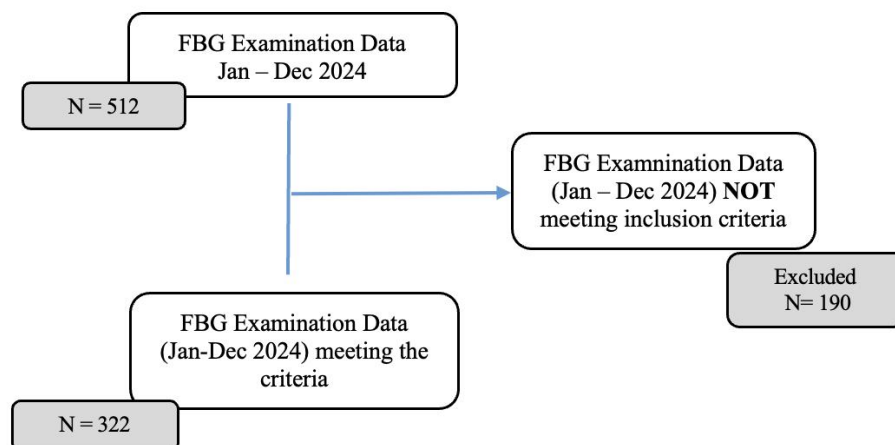 FBG Examination Data
Jan – Dec 2024
N = 512
FBG Examnination Data
(Jan – Dec 2024) NOT
meeting inclusion criteria
Excluded
N= 190
FBG Examination Data
(Jan-Dec 2024) meeting the
criteria
N = 322